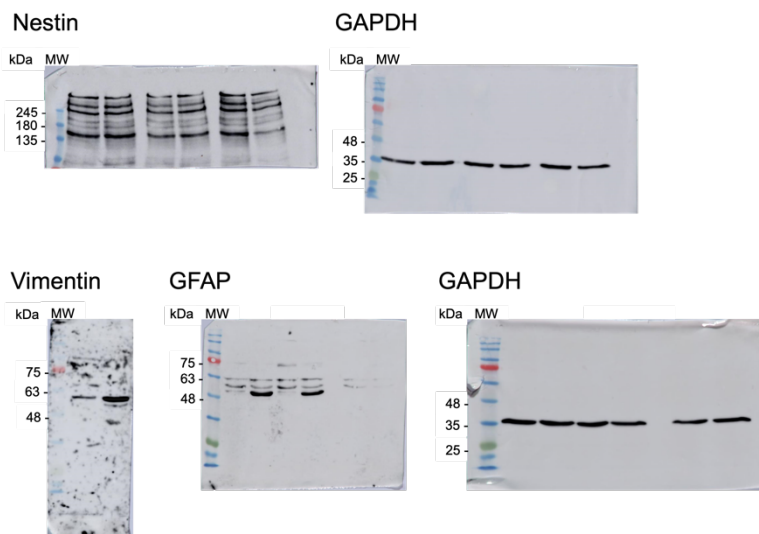 Nestin
GAPDH
kDa MW
kDa MW
245 -
180 -
135 -
48 -
35 -
25 -
Vimentin
GFAP
GAPDH
kDa MW
kDa MW
kDa MW
75 -
63 -
48 -
75 -
63 -
48 -
48 -
35 -
25 -